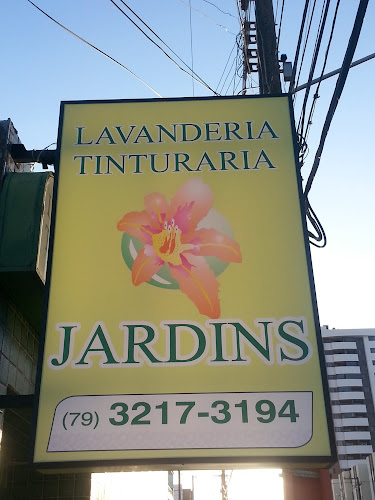 LAVANDERIA
TINTURARIA
JARDINS
(79) 3217-3194